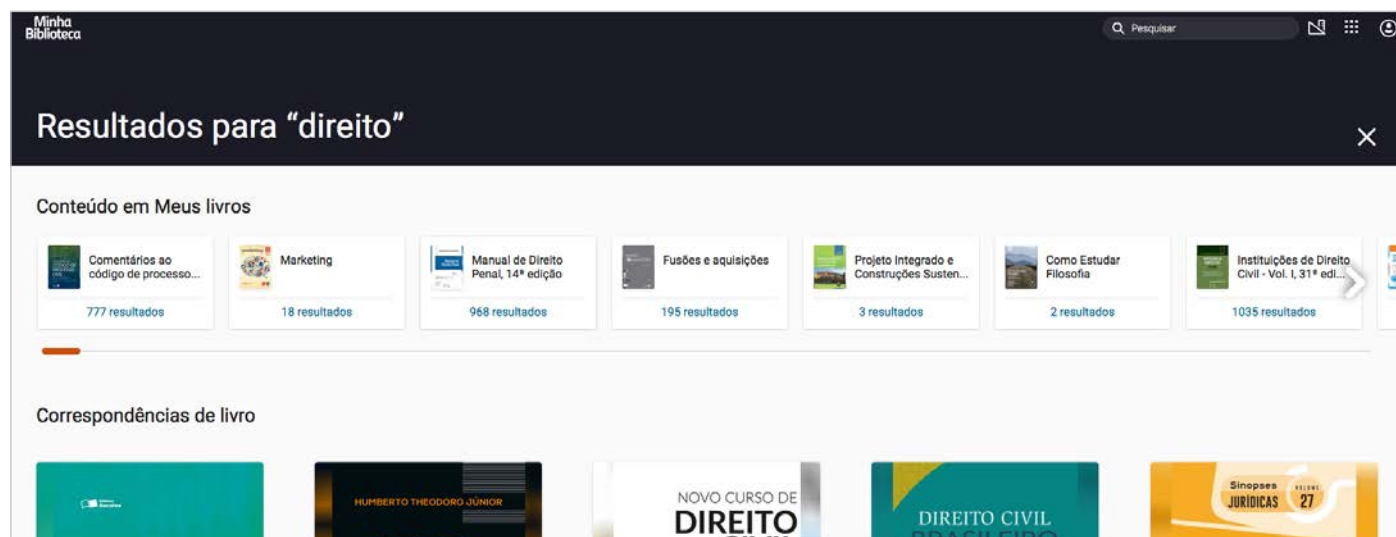 Minha
Biblioteca
Pesquisar
Resultados para “direito”
Conteúdo em Meus livros
Comentários ao
código de processo...
777 resultados
Marketing
18 resultados
Manual de Direito
Penal, 14ª edição
968 resultados
Fusões e aquisições
195 resultados
Projeto Integrado e
Construções Susten...
3 resultados
Como Estudar
Filosofia
2 resultados
Instituições de Direito
Civil - Vol. I, 31ª edi...
1035 resultados
Correspondências de livro
HUMBERTO THEODORO JÚNIOR
NOVO CURSO DE
DIREITO
DIREITO CIVIL
BRASILEIRO
Sinopses
JURÍDICAS
VOLUME
27